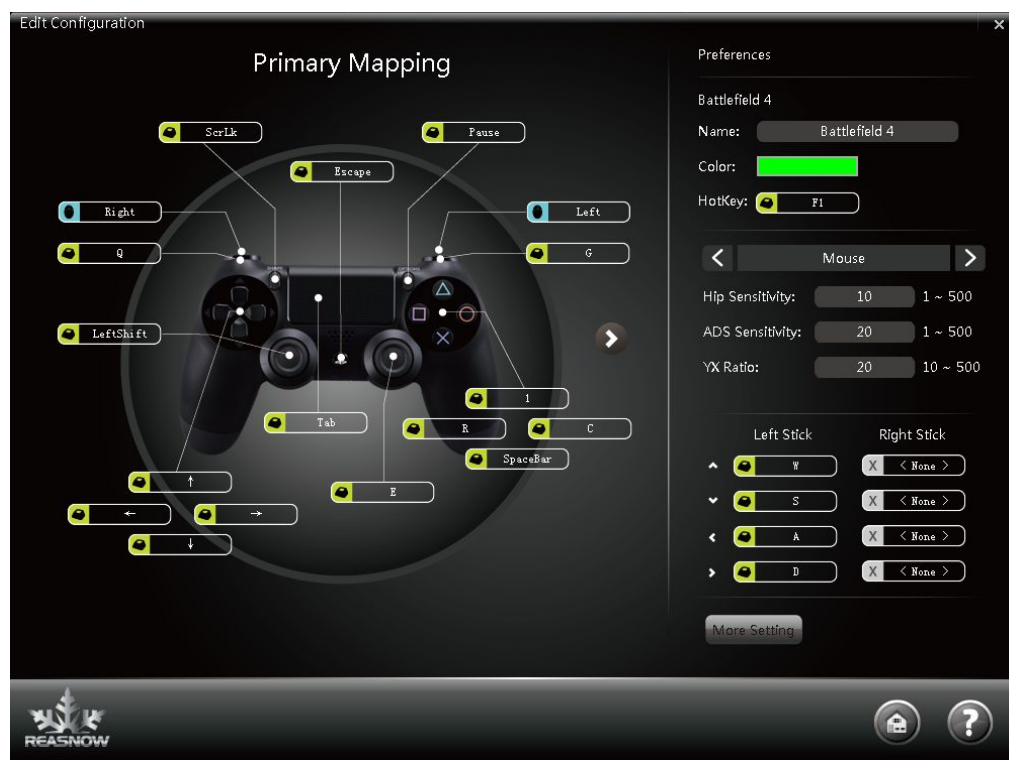 Edit Configuration
Primary Mapping
ScrLk
Pause
Escape
Right
Left
Q
G
LeftShift
1
Tab
R
C
SpaceBar
↑
E
←
→
↓
Preferences
Battlefield 4
Name: Battlefield 4
Color:
HotKey: F1
Mouse
Hip Sensitivity: 10 1 ~ 500
ADS Sensitivity: 20 1 ~ 500
YX Ratio: 20 10 ~ 500
Left Stick Right Stick
W X < None >
S X < None >
A X < None >
D X < None >
More Setting
REASNOW
?